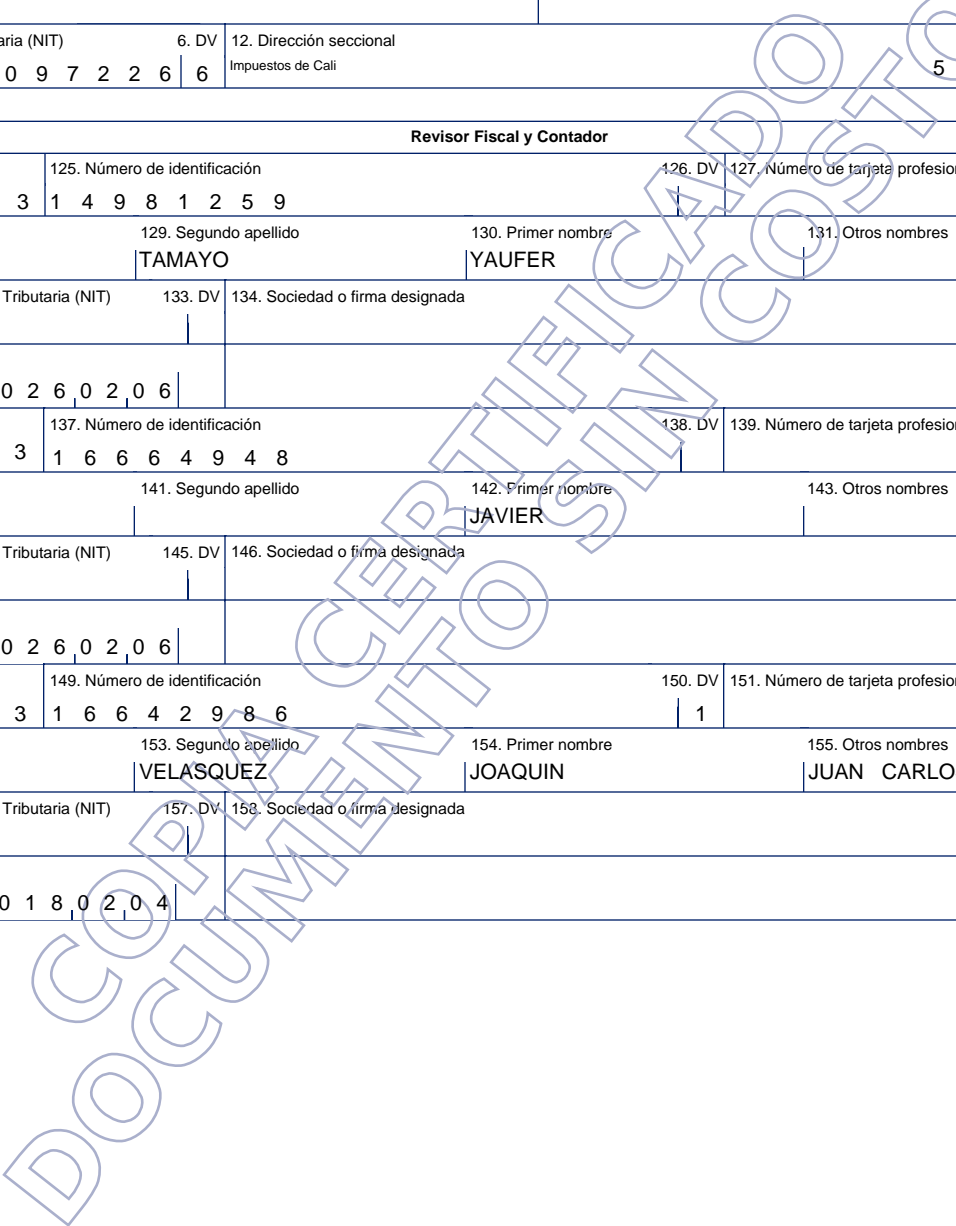 aria (NIT) 6. DV 12. Dirección seccional
0 9 7 2 2 6 6 Impuestos de Cali 5
Revisor Fiscal y Contador
125. Número de identificación 126. DV 127. Número de tarjeta profesion
3 1 4 9 8 1 2 5 9
129. Segundo apellido 130. Primer nombre 131. Otros nombres
TAMAYO YAUFER
Tributaria (NIT) 133. DV 134. Sociedad o firma designada
0 2 6 0 2 0 6
137. Número de identificación 138. DV 139. Número de tarjeta profesion
3 1 6 6 6 4 9 4 8
141. Segundo apellido 142. Primer nombre 143. Otros nombres
JAVIER
Tributaria (NIT) 145. DV 146. Sociedad o firma designada
0 2 6 0 2 0 6
149. Número de identificación 150. DV 151. Número de tarjeta profesion
3 1 6 6 4 2 9 8 6 1
153. Segundo apellido 154. Primer nombre 155. Otros nombres
VELASQUEZ JOAQUIN JUAN CARLO
Tributaria (NIT) 157. DV 158. Sociedad o firma designada
0 1 8 0 2 0 4
COPIA CERTIFICADO
DOCUMENTO SIN COSTO